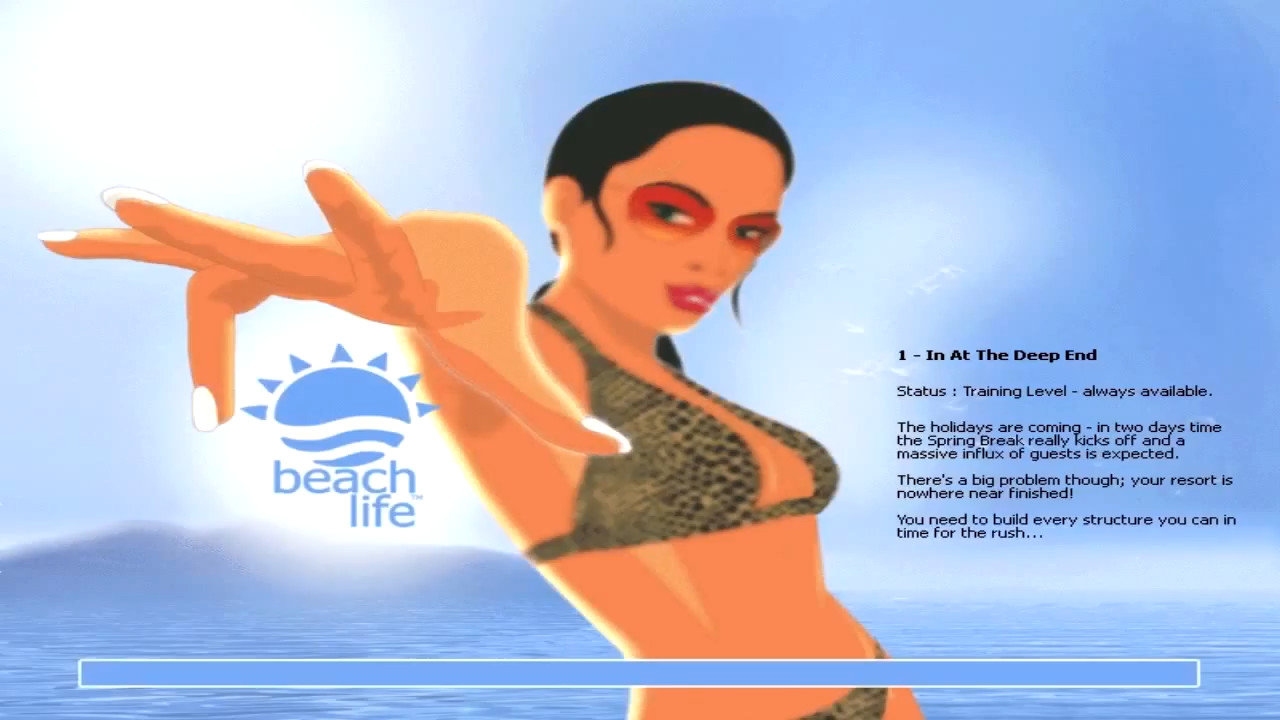 beach
life™
1 - In At The Deep End
Status : Training Level - always available.
The holidays are coming - in two days time
the Spring Break really kicks off and a
massive influx of guests is expected.
There's a big problem though; your resort is
nowhere near finished!
You need to build every structure you can in
time for the rush...